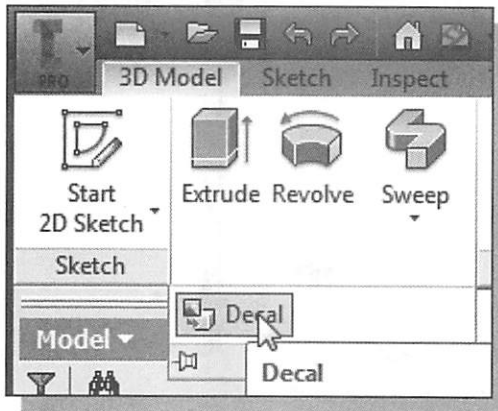 PRO
3D Model Sketch Inspect
Start
2D Sketch
Extrude Revolve Sweep
Sketch
Decal
Model
Decal